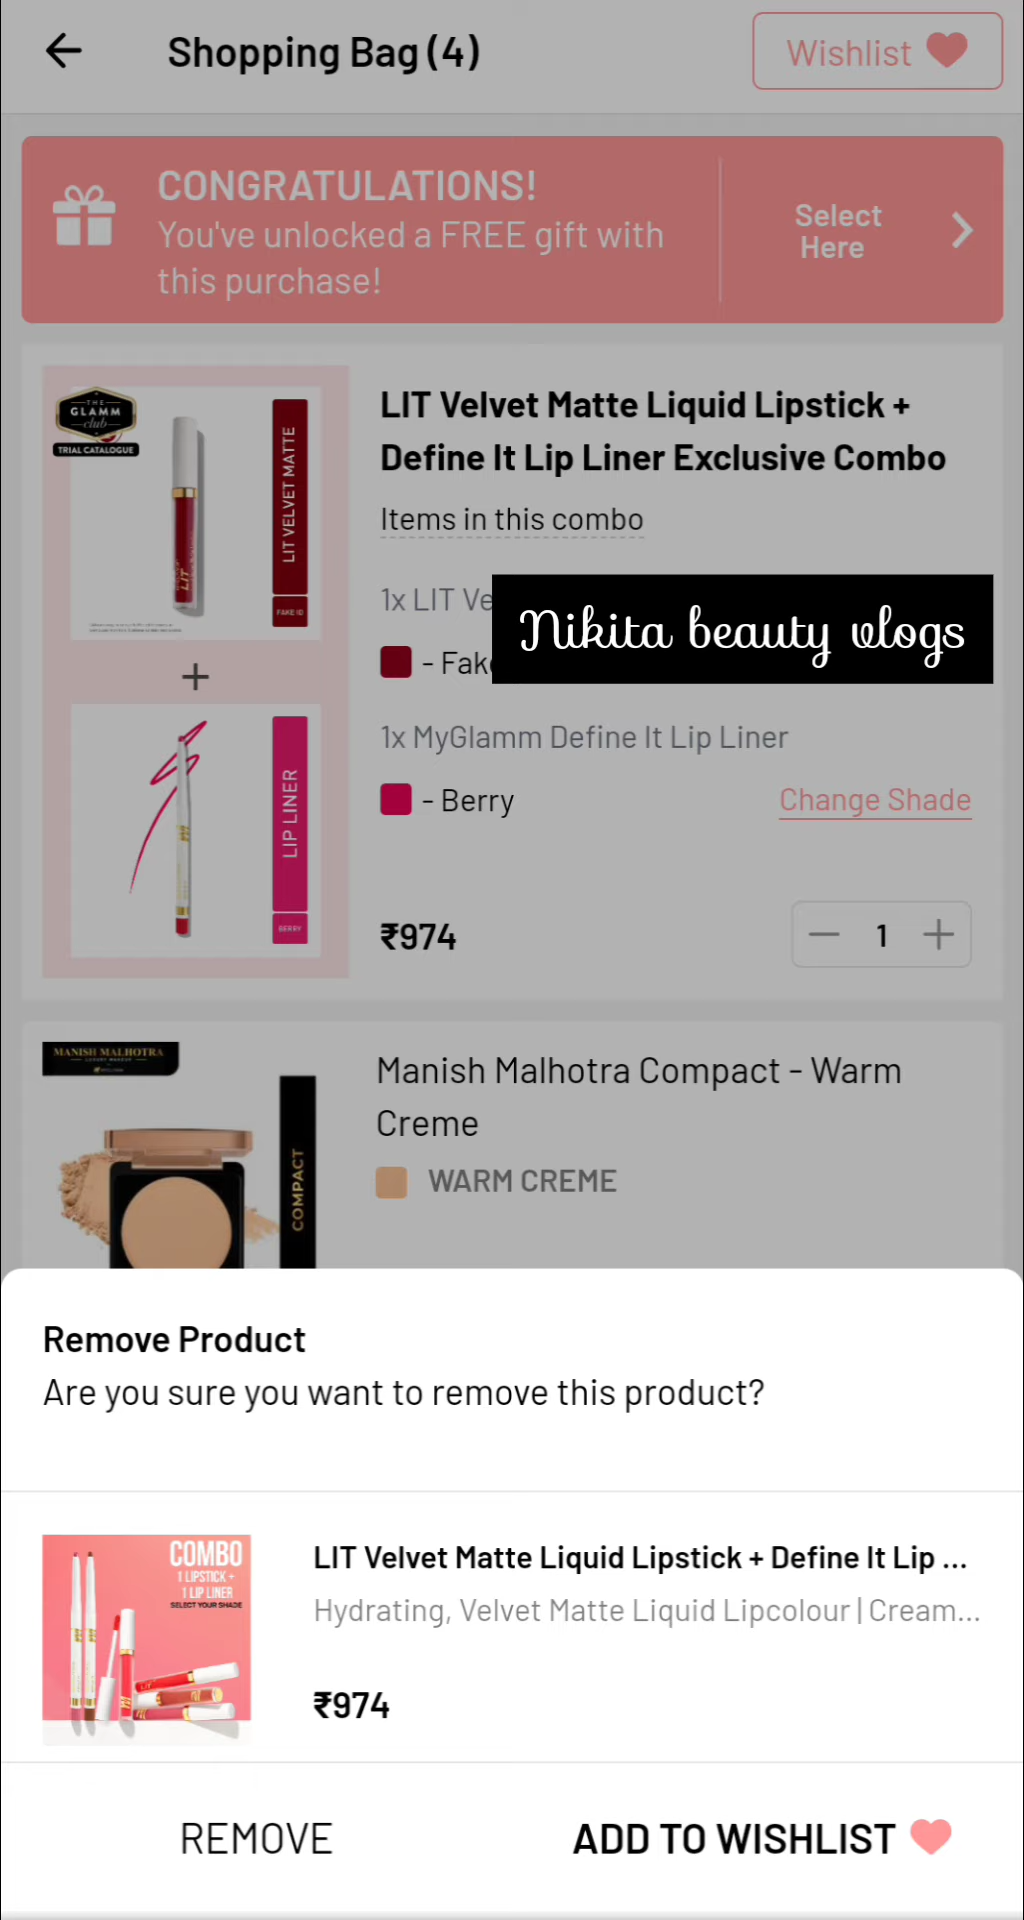 Shopping Bag (4)
Wishlist
CONGRATULATIONS!
You've unlocked a FREE gift with
this purchase!
Select
Here
THE
GLAMM
club
TRIAL CATALOGUE
LIT VELVET MATTE
FAKE ID
LIT
LIT Velvet Matte Liquid Lipstick +
Define It Lip Liner Exclusive Combo
Items in this combo
1x LIT Ve
Nikita beauty vlogs
- Fak
+
LIP LINER
BERRY
1x MyGlamm Define It Lip Liner
- Berry
Change Shade
₹974
— 1 +
MANISH MALHOTRA
COMPACT
Manish Malhotra Compact - Warm
Creme
WARM CREME
Remove Product
Are you sure you want to remove this product?
COMBO
1 LIPSTICK +
1 LIP LINER
SELECT YOUR SHADE
LIT Velvet Matte Liquid Lipstick + Define It Lip ...
Hydrating, Velvet Matte Liquid Lipcolour | Cream...
₹974
REMOVE
ADD TO WISHLIST